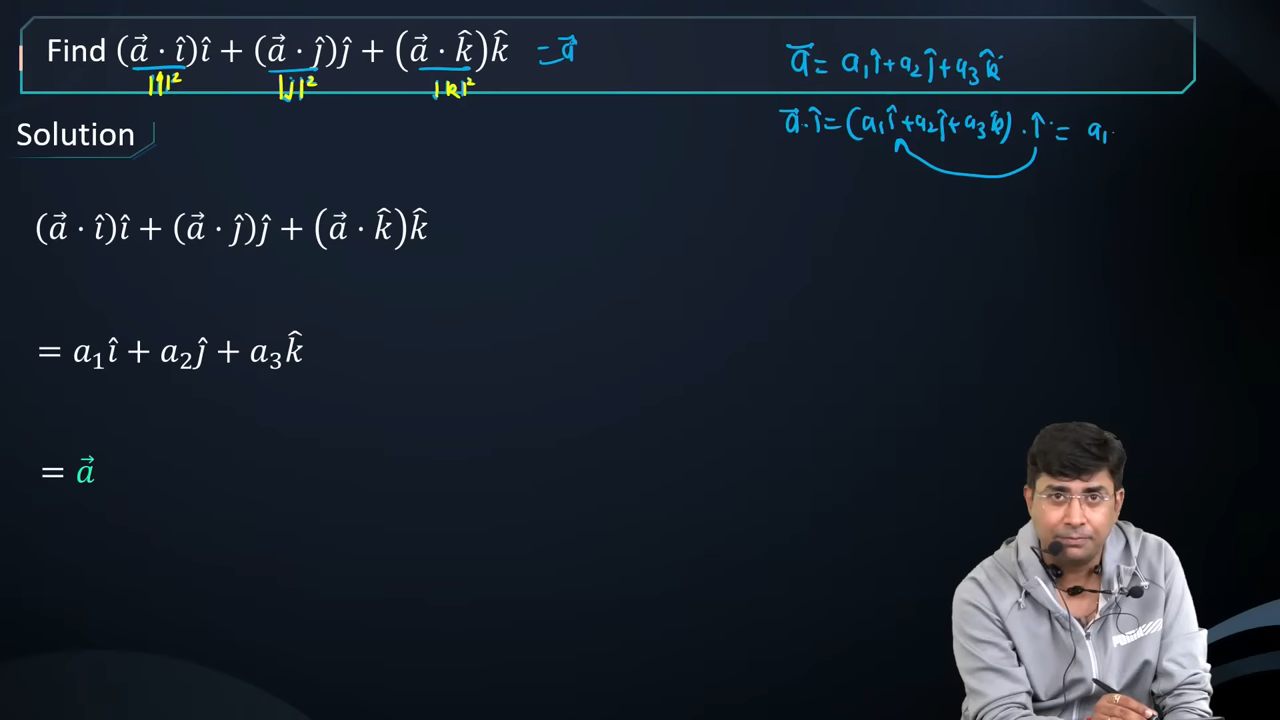 Find (a⃗ · î)î + (a⃗ · ĵ)ĵ + (a⃗ · k̂)k̂ = a⃗
|î|² |j|² |k|²
a⃗ = a₁î + a₂ĵ + a₃k̂
a⃗ · î = (a₁î + a₂ĵ + a₃k̂) · î = a₁
Solution
(a⃗ · î)î + (a⃗ · ĵ)ĵ + (a⃗ · k̂)k̂
= a₁î + a₂ĵ + a₃k̂
= a⃗